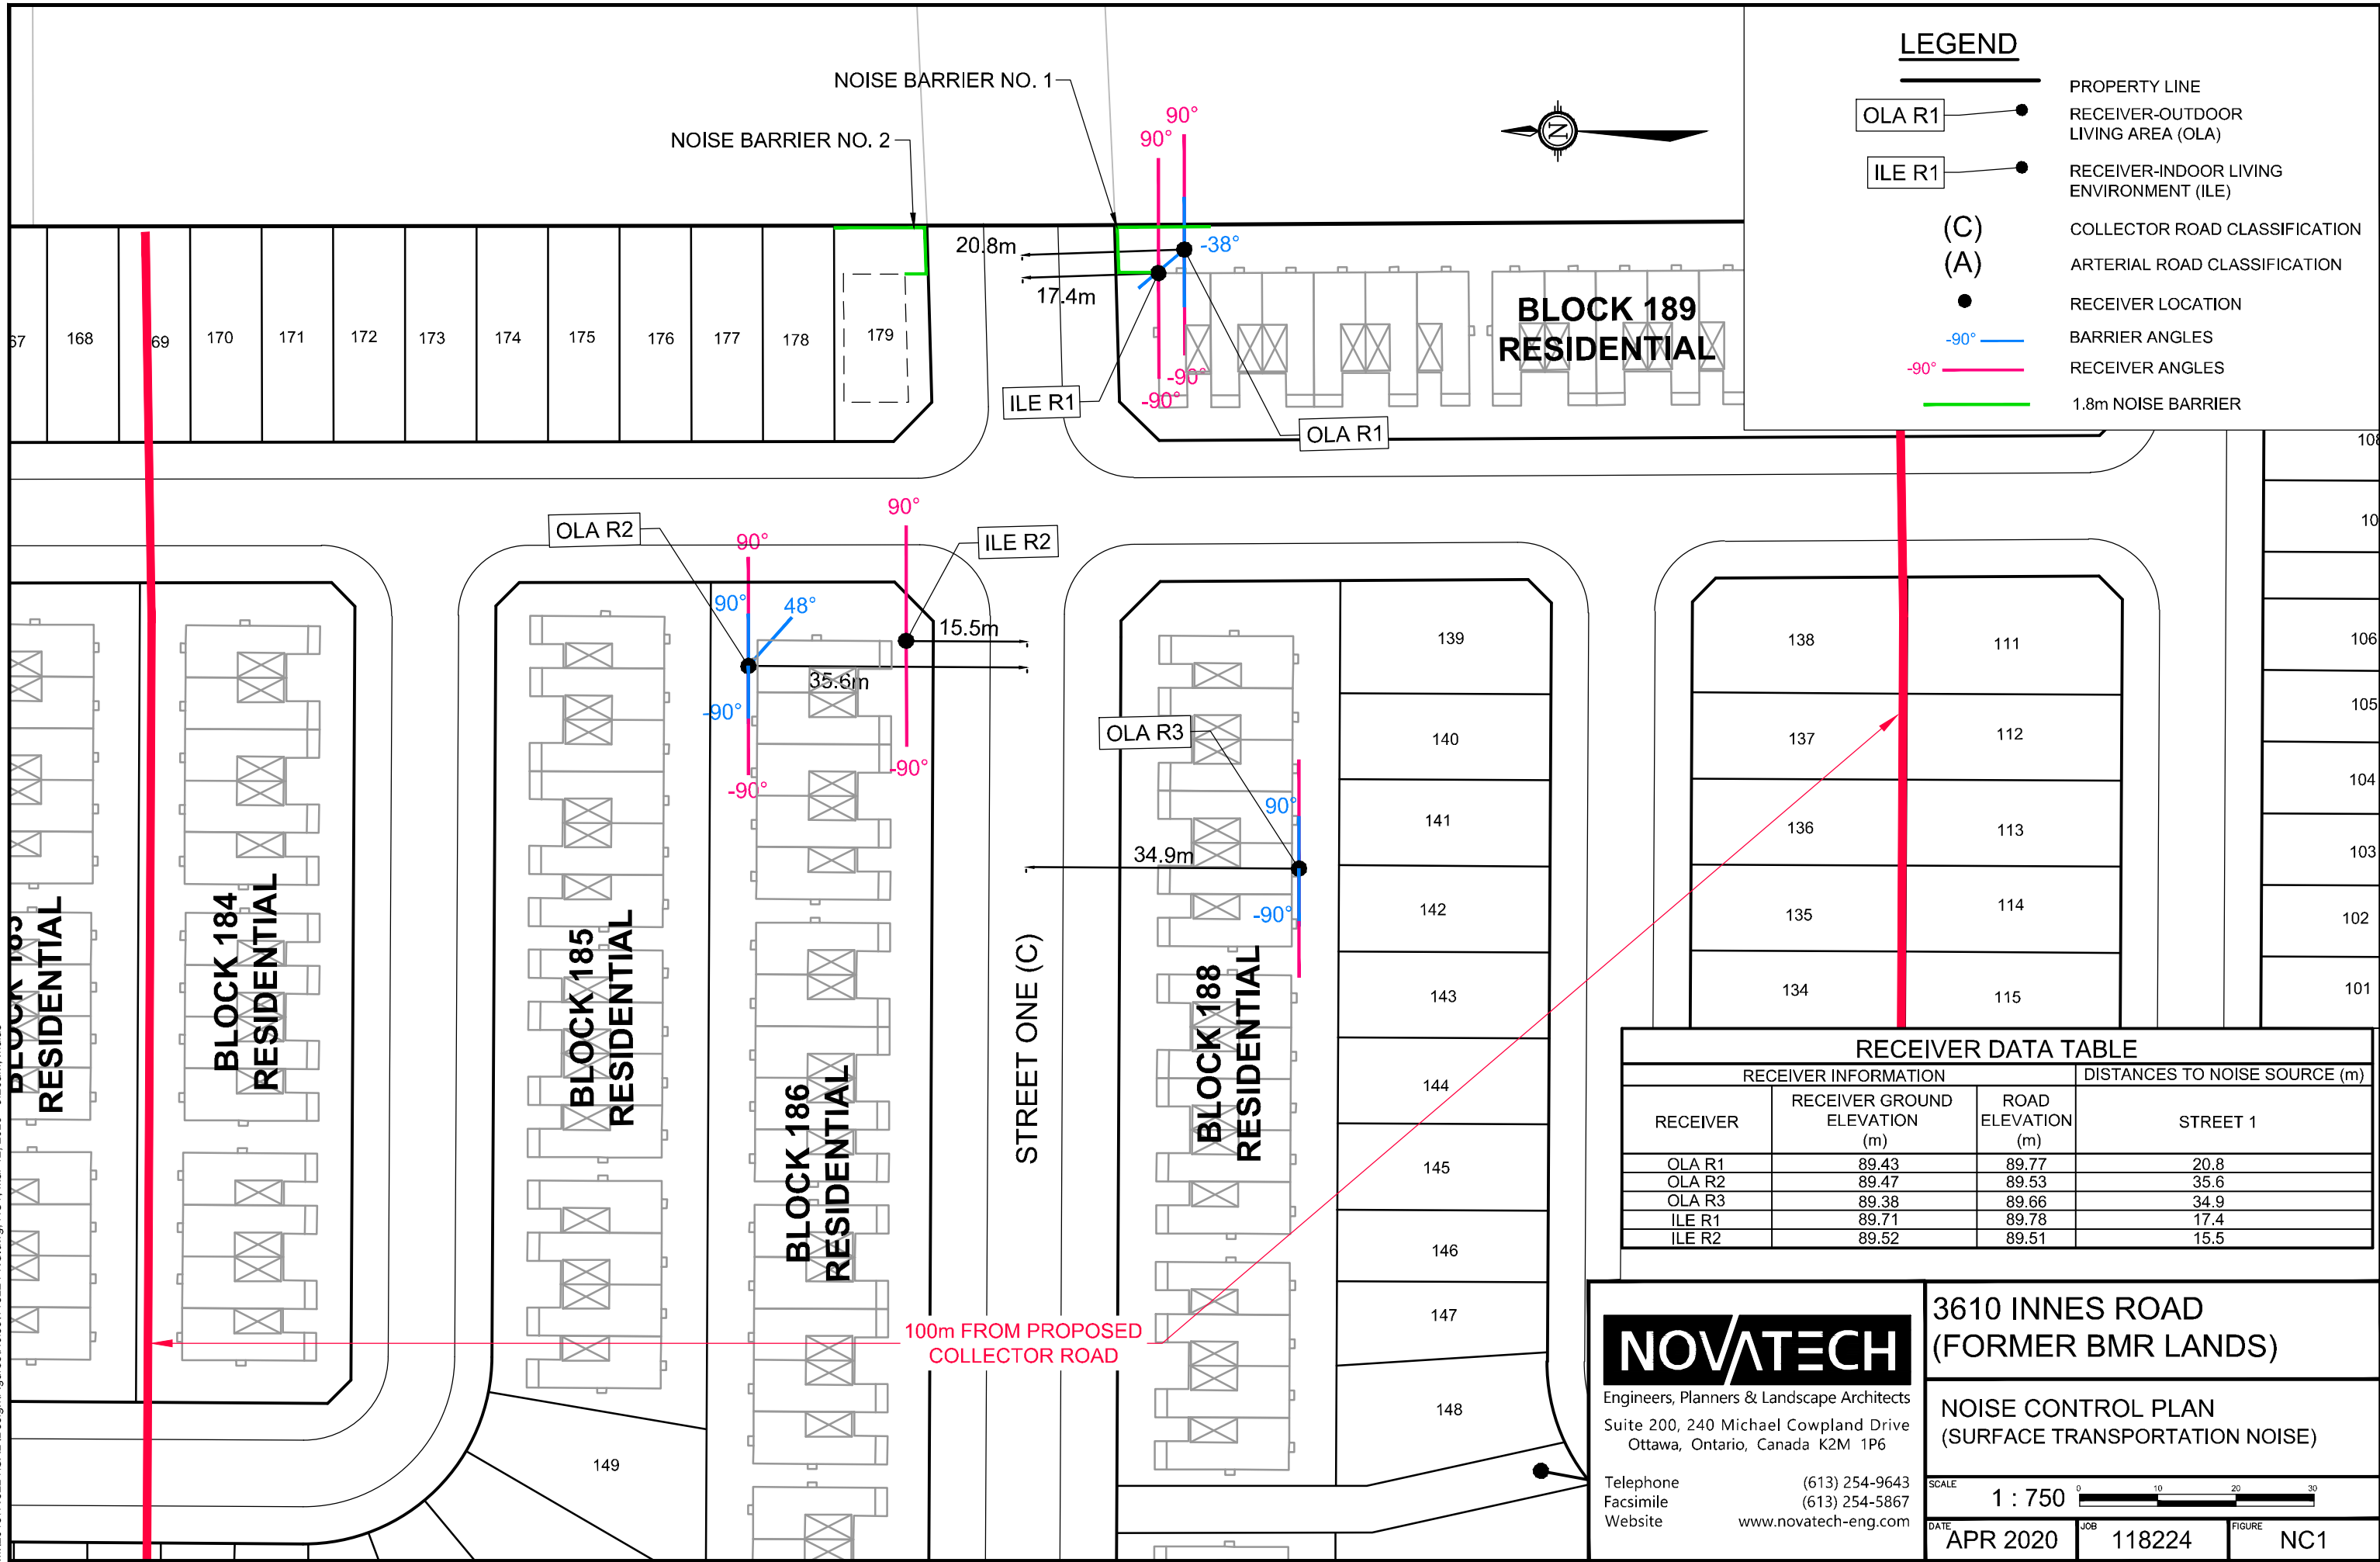 NOISE BARRIER NO. 1
NOISE BARRIER NO. 2
90°
90°
-38°
20.8m
17.4m
-90°
-90°
ILE R1
OLA R1
N
LEGEND
PROPERTY LINE
OLA R1
RECEIVER-OUTDOOR
LIVING AREA (OLA)
ILE R1
RECEIVER-INDOOR LIVING
ENVIRONMENT (ILE)
(C)
COLLECTOR ROAD CLASSIFICATION
(A)
ARTERIAL ROAD CLASSIFICATION
RECEIVER LOCATION
-90°
BARRIER ANGLES
-90°
RECEIVER ANGLES
1.8m NOISE BARRIER
67
168
169
170
171
172
173
174
175
176
177
178
179
BLOCK 189
RESIDENTIAL
OLA R2
90°
90°
ILE R2
90°
48°
15.5m
35.6m
-90°
-90°
-90°
OLA R3
90°
34.9m
-90°
139
140
141
142
143
144
145
146
147
148
149
138
137
136
135
134
111
112
113
114
115
108
10
106
105
104
103
102
101
RESIDENTIAL
BLOCK 184
RESIDENTIAL
BLOCK 185
RESIDENTIAL
BLOCK 186
RESIDENTIAL
STREET ONE (C)
BLOCK 188
RESIDENTIAL
100m FROM PROPOSED
COLLECTOR ROAD
RECEIVER DATA TABLE
RECEIVER INFORMATION DISTANCES TO NOISE SOURCE (m)
RECEIVER RECEIVER GROUND ELEVATION (m) ROAD ELEVATION (m) STREET 1
OLA R1 89.43 89.77 20.8
OLA R2 89.47 89.53 35.6
OLA R3 89.38 89.66 34.9
ILE R1 89.71 89.78 17.4
ILE R2 89.52 89.51 15.5
NOVATECH
Engineers, Planners & Landscape Architects
Suite 200, 240 Michael Cowpland Drive
Ottawa, Ontario, Canada K2M 1P6
Telephone (613) 254-9643
Facsimile (613) 254-5867
Website www.novatech-eng.com
3610 INNES ROAD
(FORMER BMR LANDS)
NOISE CONTROL PLAN
(SURFACE TRANSPORTATION NOISE)
SCALE
1 : 750
0 10 20 30
DATE APR 2020
JOB 118224
FIGURE NC1